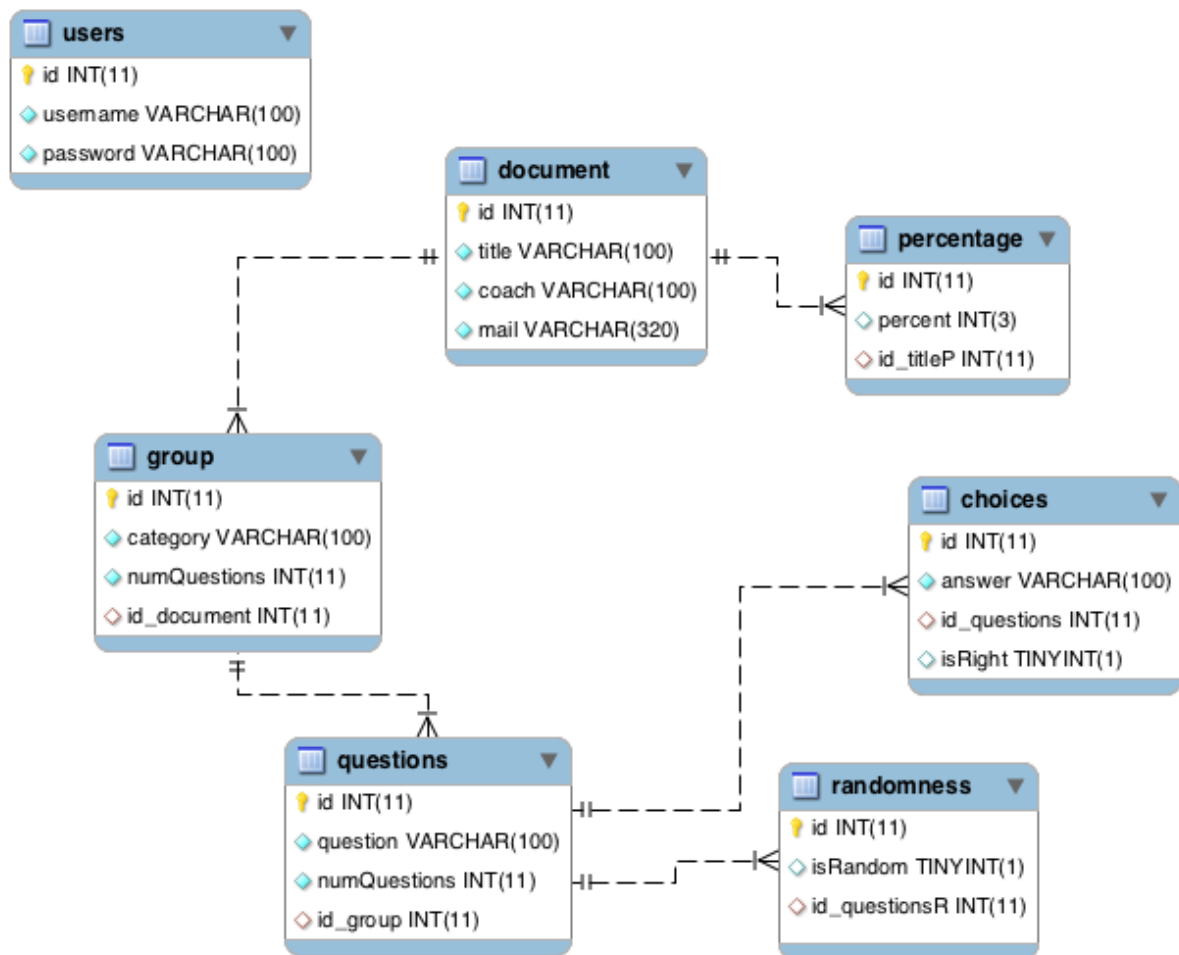 users
id INT(11)
username VARCHAR(100)
password VARCHAR(100)
document
id INT(11)
title VARCHAR(100)
coach VARCHAR(100)
mail VARCHAR(320)
percentage
id INT(11)
percent INT(3)
id_titleP INT(11)
group
id INT(11)
category VARCHAR(100)
numQuestions INT(11)
id_document INT(11)
choices
id INT(11)
answer VARCHAR(100)
id_questions INT(11)
isRight TINYINT(1)
questions
id INT(11)
question VARCHAR(100)
numQuestions INT(11)
id_group INT(11)
randomness
id INT(11)
isRandom TINYINT(1)
id_questionsR INT(11)